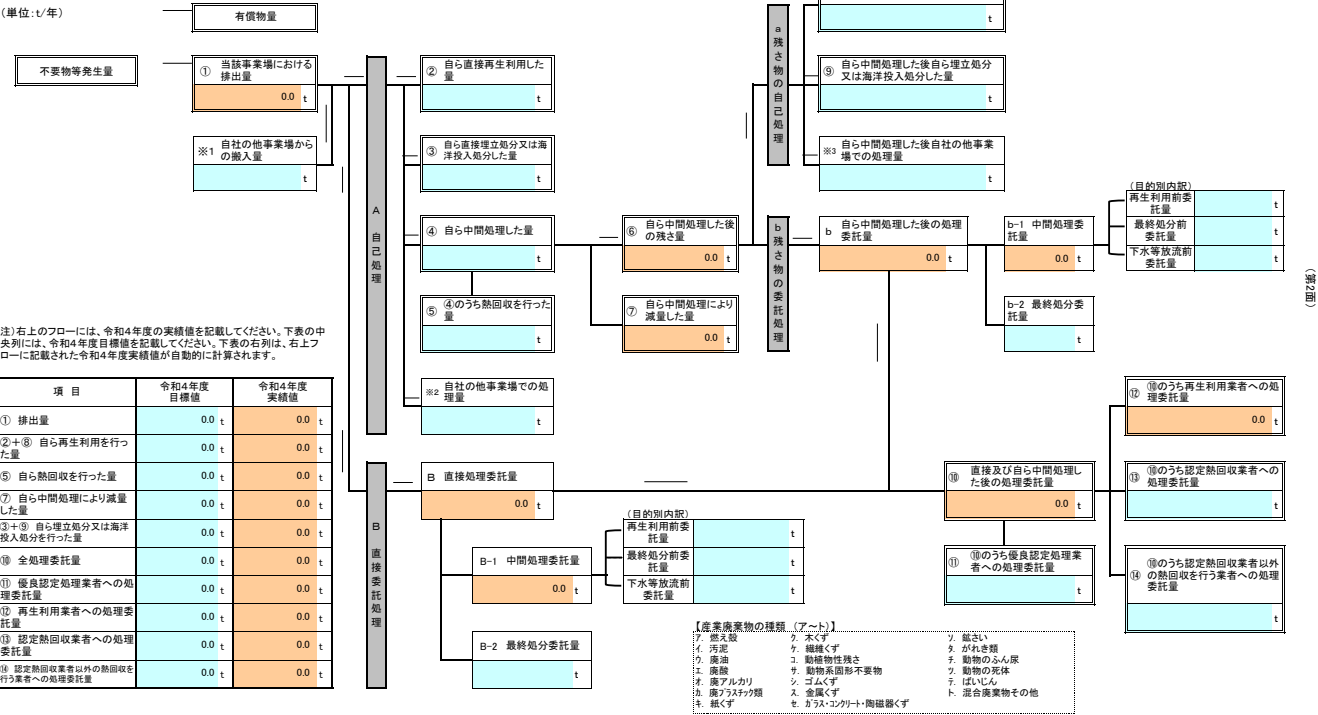 （単位：t/年）
有償物量
不要物等発生量
① 当該事業場における
排出量
0.0 t
※1 自社の他事業場から
の搬入量
t
A 自己処理
② 自ら直接再生利用した
量
t
③ 自ら直接埋立処分又は海
洋投入処分した量
t
④ 自ら中間処理した量
t
⑤ ④のうち熱回収を行った
量
t
※2 自社の他事業場での処
理量
t
⑥ 自ら中間処理した後
の残さ量
0.0 t
⑦ 自ら中間処理により
減量した量
0.0 t
a 残さ物の自己処理
t
⑨ 自ら中間処理した後自ら埋立処分
又は海洋投入処分した量
t
※3 自ら中間処理した後自社の他事業
場での処理量
t
b 残さ物の委託処理
b 自ら中間処理した後の処理
委託量
0.0 t
b-1 中間処理委
託量
0.0 t
b-2 最終処分委
託量
t
（目的別内訳）
再生利用前委
託量
t
最終処分前
委託量
t
下水等放流前
委託量
t
（第2面）
注）右上のフローには、令和4年度の実績値を記載してください。下表の中
央列には、令和4年度目標値を記載してください。下表の右列は、右上フ
ローに記載された令和4年度実績値が自動的に計算されます。
項 目 令和4年度
目標値 令和4年度
実績値
① 排出量 0.0 t 0.0 t
②＋⑧ 自ら再生利用を行っ
た量 0.0 t 0.0 t
⑤ 自ら熱回収を行った量 0.0 t 0.0 t
⑦ 自ら中間処理により減量
した量 0.0 t 0.0 t
③＋⑨ 自ら埋立処分又は海洋
投入処分を行った量 0.0 t 0.0 t
⑩ 全処理委託量 0.0 t 0.0 t
⑪ 優良認定処理業者への処
理委託量 0.0 t 0.0 t
⑫ 再生利用業者への処理委
託量 0.0 t 0.0 t
⑬ 認定熱回収業者への処理
委託量 0.0 t 0.0 t
⑭ 認定熱回収業者以外の熱回収を
行う業者への処理委託量 0.0 t 0.0 t
B 直接委託処理
B 直接処理委託量
0.0 t
B-1 中間処理委託量
0.0 t
B-2 最終処分委託量
t
（目的別内訳）
再生利用前委
託量
t
最終処分前委
託量
t
下水等放流前
委託量
t
⑩ 直接及び自ら中間処理し
た後の処理委託量
0.0 t
⑪ ⑩のうち優良認定処理業
者への処理委託量
t
⑫ ⑩のうち再生利用業者への処
理委託量
0.0 t
⑬ ⑩のうち認定熱回収業者への
処理委託量
t
⑭ ⑩のうち認定熱回収業者以外
の熱回収を行う業者への処理
委託量
t
【産業廃棄物の種類 （ア～ト）】
ア. 燃え殻 ク. 木くず ソ. 鉱さい
イ. 汚泥 ケ. 繊維くず タ. がれき類
ウ. 廃油 コ. 動植物性残さ チ. 動物のふん尿
エ. 廃酸 サ. 動物系固形不要物 ツ. 動物の死体
オ. 廃アルカリ シ. ゴムくず テ. ばいじん
カ. 廃プラスチック類 ス. 金属くず ト. 混合廃棄物その他
キ. 紙くず セ. ガラス・コンクリート・陶磁器くず